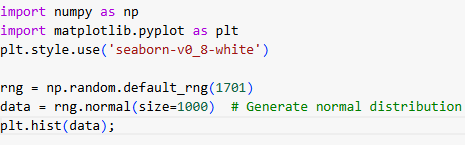 import numpy as np
import matplotlib.pyplot as plt
plt.style.use('seaborn-v0_8-white')
rng = np.random.default_rng(1701)
data = rng.normal(size=1000)  # Generate normal distribution
plt.hist(data);